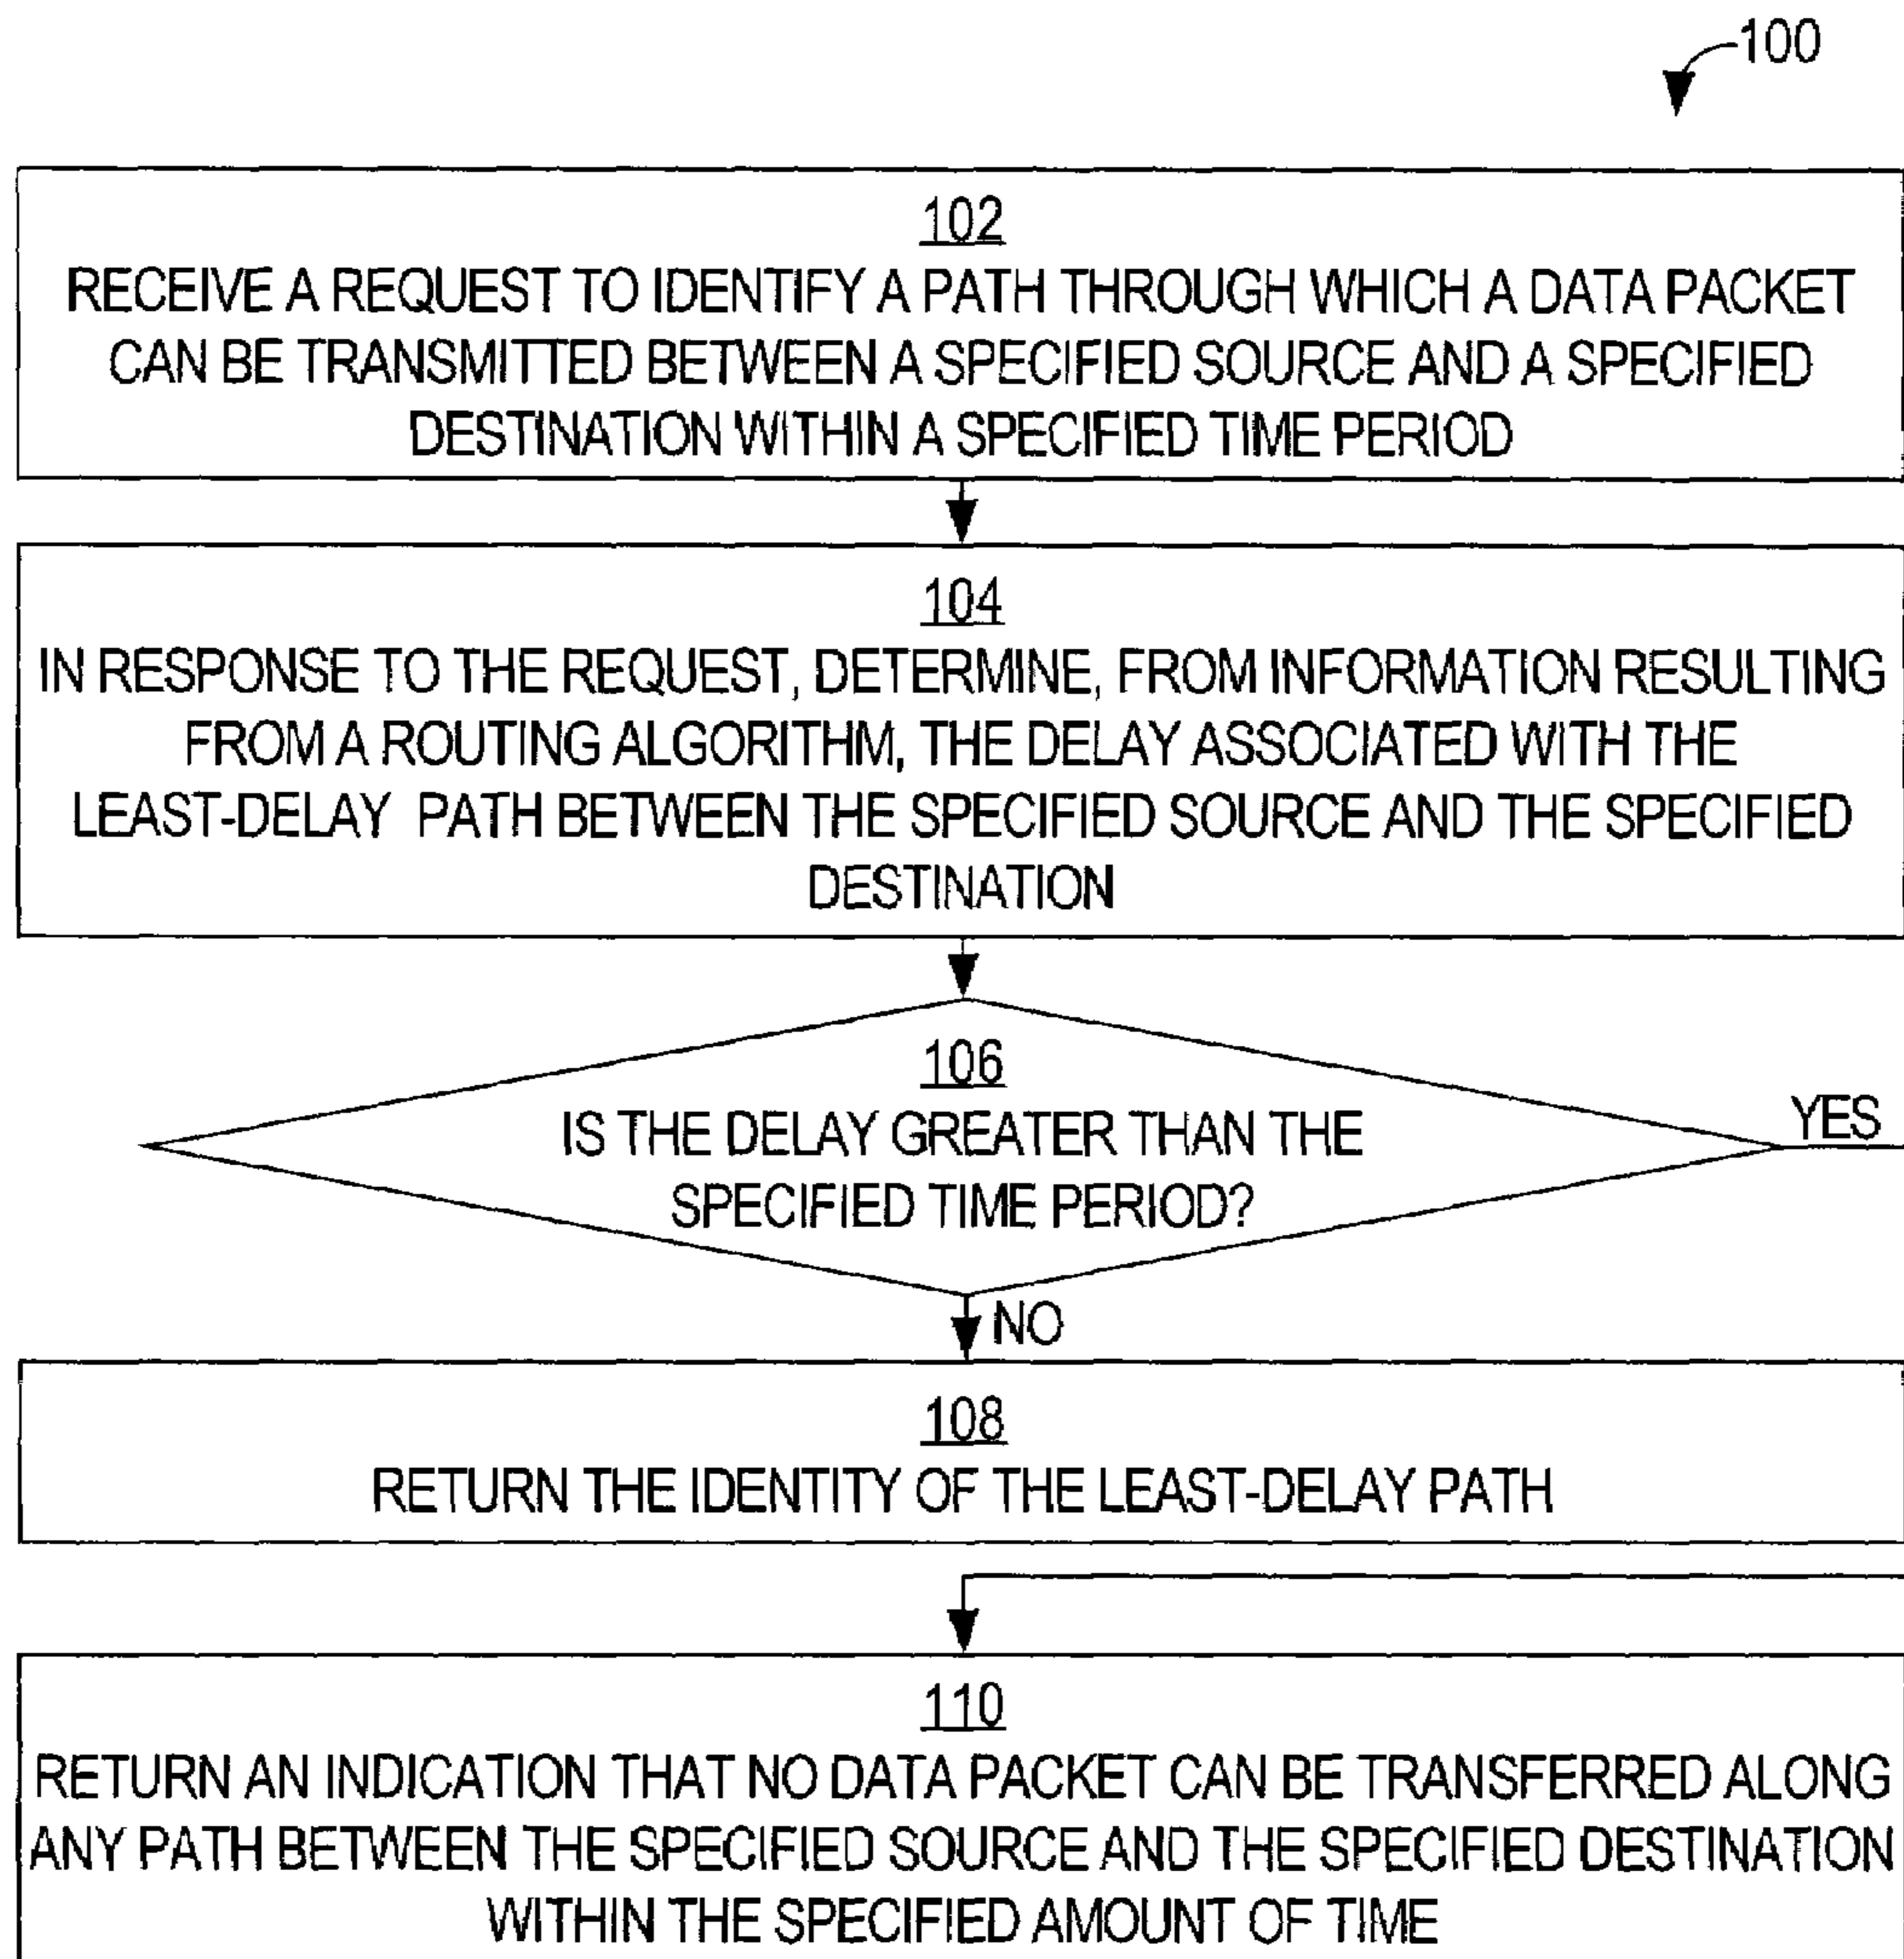 100
102
RECEIVE A REQUEST TO IDENTIFY A PATH THROUGH WHICH A DATA PACKET
CAN BE TRANSMITTED BETWEEN A SPECIFIED SOURCE AND A SPECIFIED
DESTINATION WITHIN A SPECIFIED TIME PERIOD
104
IN RESPONSE TO THE REQUEST, DETERMINE, FROM INFORMATION RESULTING
FROM A ROUTING ALGORITHM, THE DELAY ASSOCIATED WITH THE
LEAST-DELAY PATH BETWEEN THE SPECIFIED SOURCE AND THE SPECIFIED
DESTINATION
106
IS THE DELAY GREATER THAN THE
SPECIFIED TIME PERIOD?
YES
NO
108
RETURN THE IDENTITY OF THE LEAST-DELAY PATH
110
RETURN AN INDICATION THAT NO DATA PACKET CAN BE TRANSFERRED ALONG
ANY PATH BETWEEN THE SPECIFIED SOURCE AND THE SPECIFIED DESTINATION
WITHIN THE SPECIFIED AMOUNT OF TIME